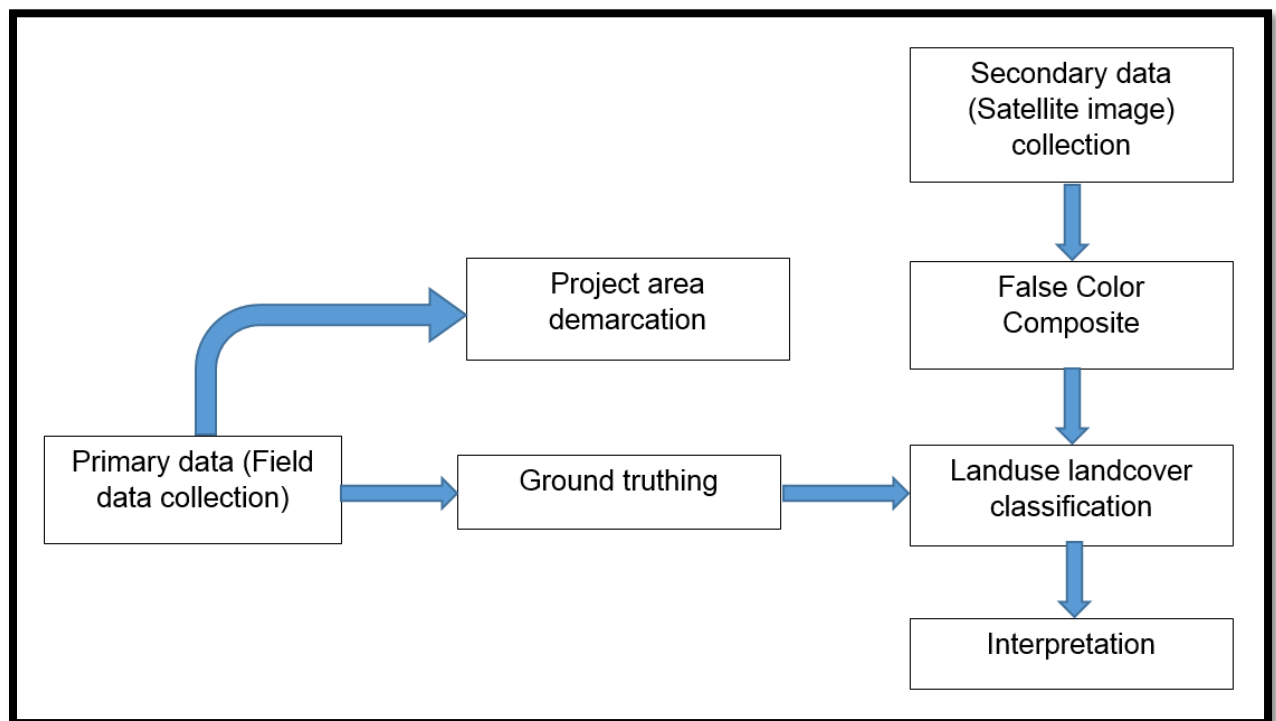 Secondary data
(Satellite image)
collection
Project area
demarcation
False Color
Composite
Primary data (Field
data collection)
Ground truthing
Landuse landcover
classification
Interpretation